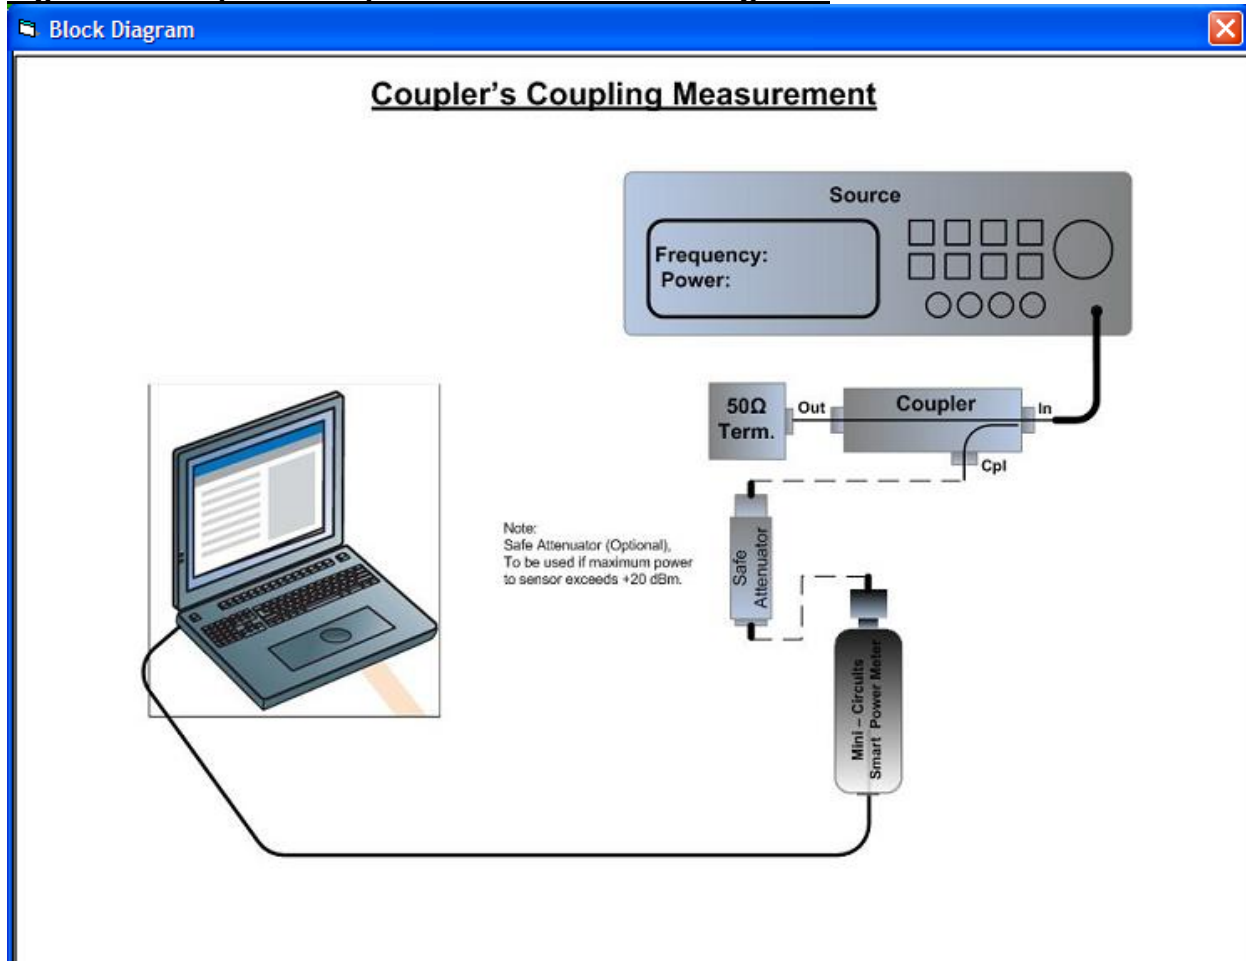 Block Diagram
Coupler's Coupling Measurement
Source
Frequency:
Power:
50Ω
Term.
Out
Coupler
In
Cpl
Note:
Safe Attenuator (Optional),
To be used if maximum power
to sensor exceeds +20 dBm.
Safe
Attenuator
Mini – Circuits
Smart Power Meter